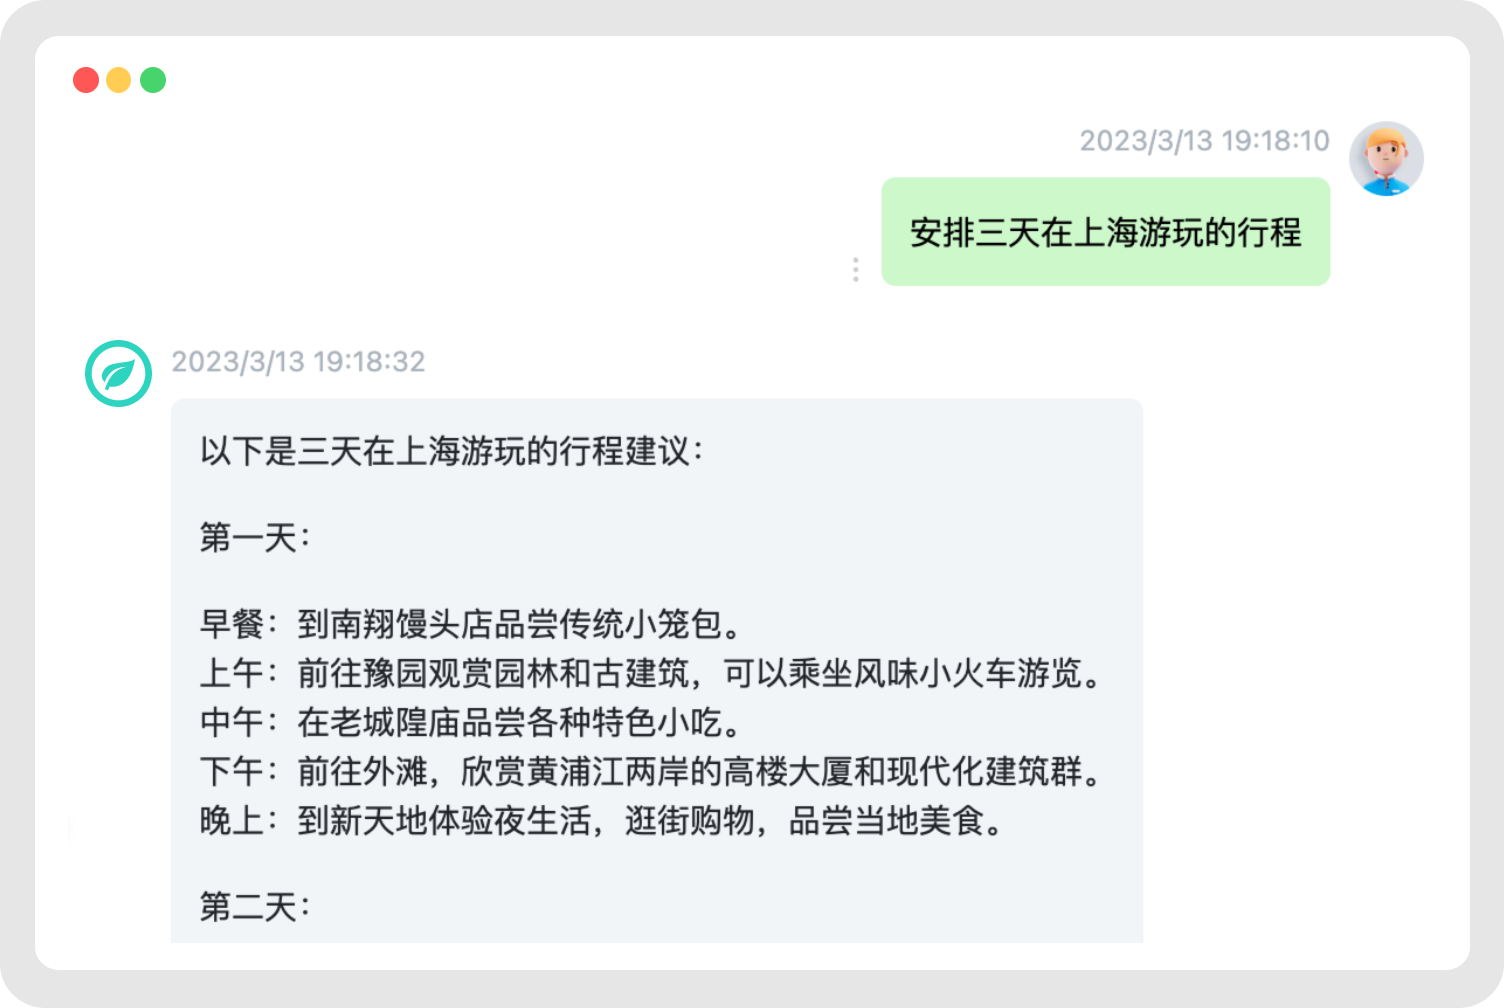 2023/3/13 19:18:10
安排三天在上海游玩的行程
2023/3/13 19:18:32
以下是三天在上海游玩的行程建议：
第一天：
早餐：到南翔馒头店品尝传统小笼包。
上午：前往豫园观赏园林和古建筑，可以乘坐风味小火车游览。
中午：在老城隍庙品尝各种特色小吃。
下午：前往外滩，欣赏黄浦江两岸的高楼大厦和现代化建筑群。
晚上：到新天地体验夜生活，逛街购物，品尝当地美食。
第二天：